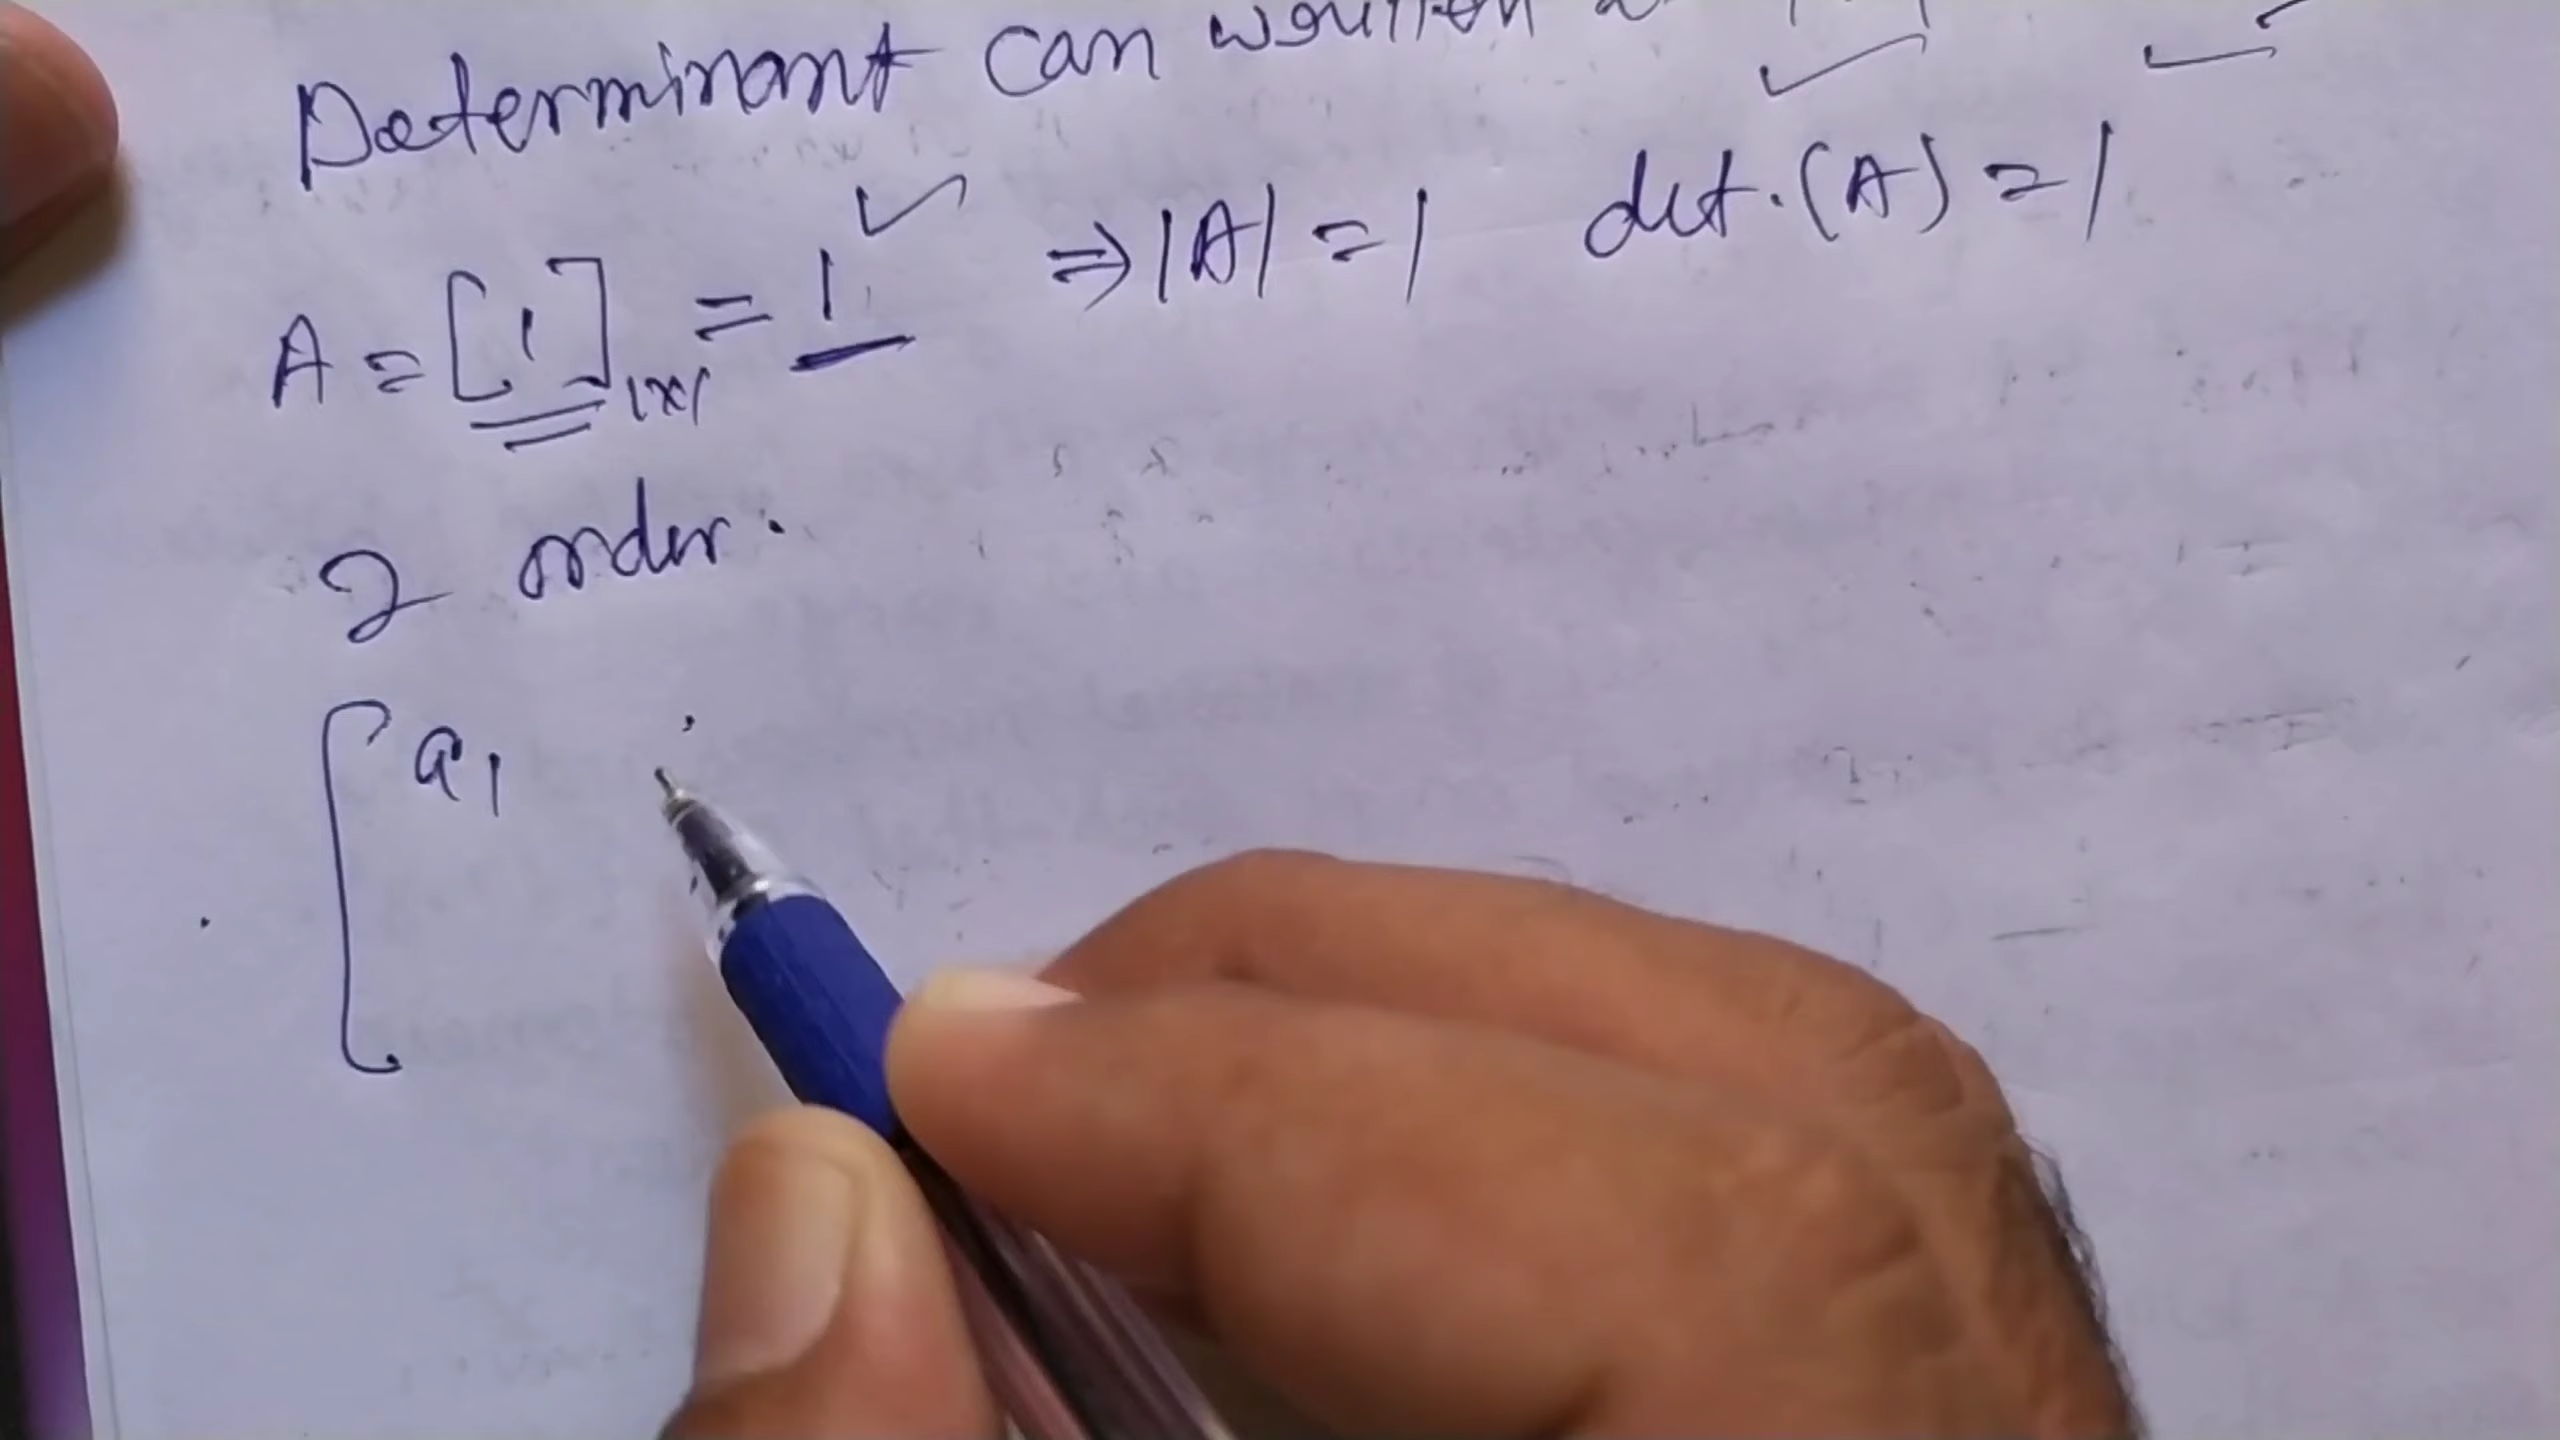 Determinant can
A = [1]1x1 = 1 ⇒ |A| = 1 det.(A) = 1
2 order.
[a1